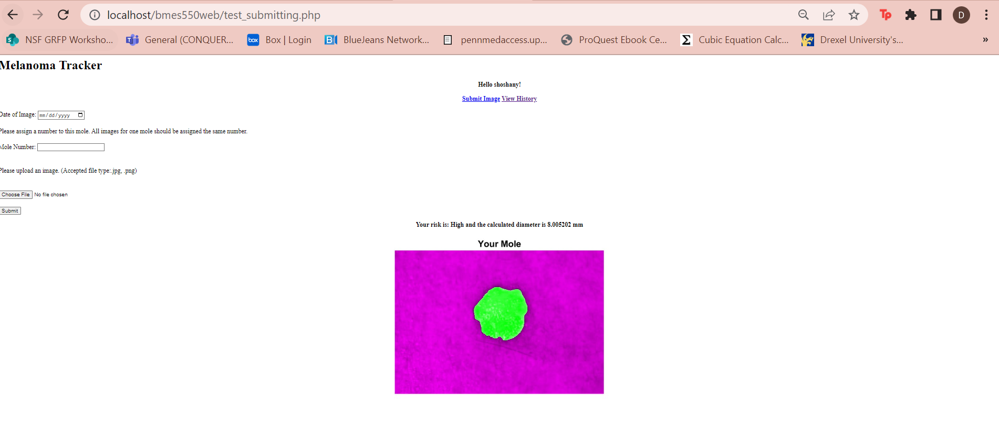 localhost/bmes550web/test_submitting.php
Tp
D
NSF GRFP Worksho... General (CONQUER... box Box | Login BlueJeans Network... pennmedaccess.up... ProQuest Ebook Ce... Cubic Equation Calc... Drexel University's... »
Melanoma Tracker
Hello shoshany!
Submit Image View History
Date of Image: mm/dd/yyyy
Please assign a number to this mole. All images for one mole should be assigned the same number.
Mole Number:
Please upload an image. (Accepted file type:.jpg, .png)
Choose File No file chosen
Submit
Your risk is: High and the calculated diameter is 8.005202 mm
Your Mole